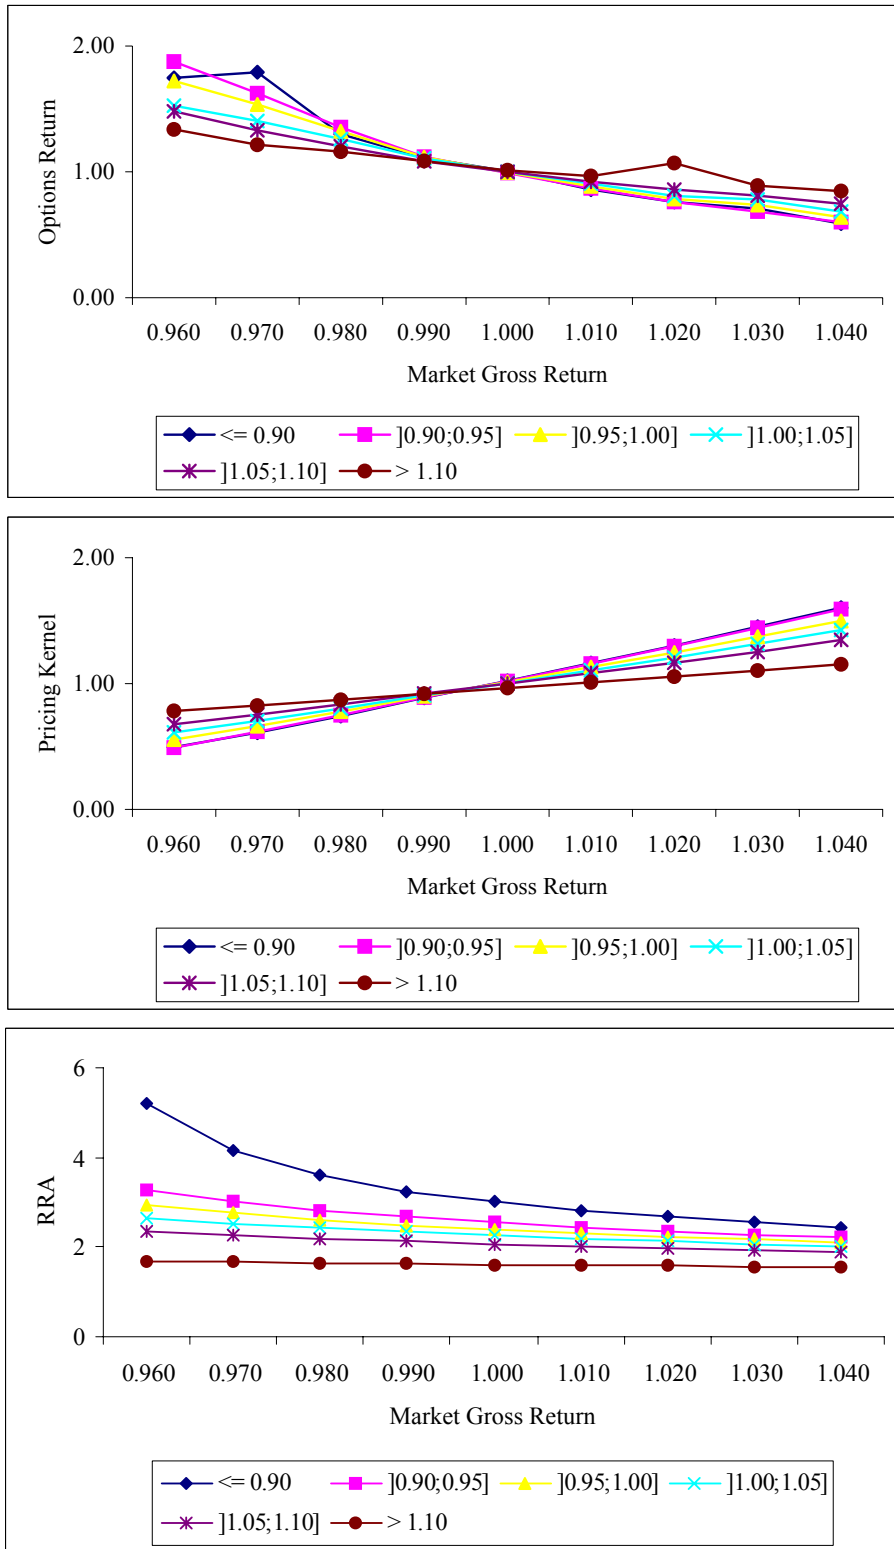 2.00
1.00
0.00
Options Return
0.960 0.970 0.980 0.990 1.000 1.010 1.020 1.030 1.040
Market Gross Return
<= 0.90 ]0.90;0.95] ]0.95;1.00] ]1.00;1.05]
]1.05;1.10] > 1.10
2.00
1.00
0.00
Pricing Kernel
0.960 0.970 0.980 0.990 1.000 1.010 1.020 1.030 1.040
Market Gross Return
<= 0.90 ]0.90;0.95] ]0.95;1.00] ]1.00;1.05]
]1.05;1.10] > 1.10
6
4
2
0
RRA
0.960 0.970 0.980 0.990 1.000 1.010 1.020 1.030 1.040
Market Gross Return
<= 0.90 ]0.90;0.95] ]0.95;1.00] ]1.00;1.05]
]1.05;1.10] > 1.10